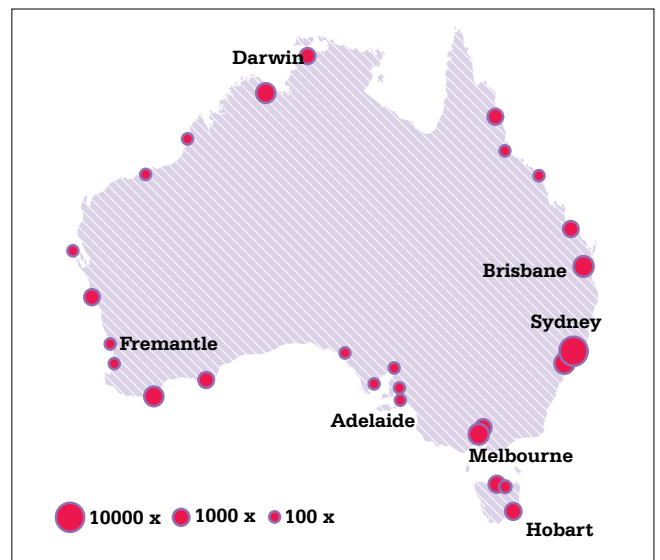 Darwin
Brisbane
Sydney
Fremantle
Adelaide
Melbourne
10000 x 1000 x 100 x
Hobart